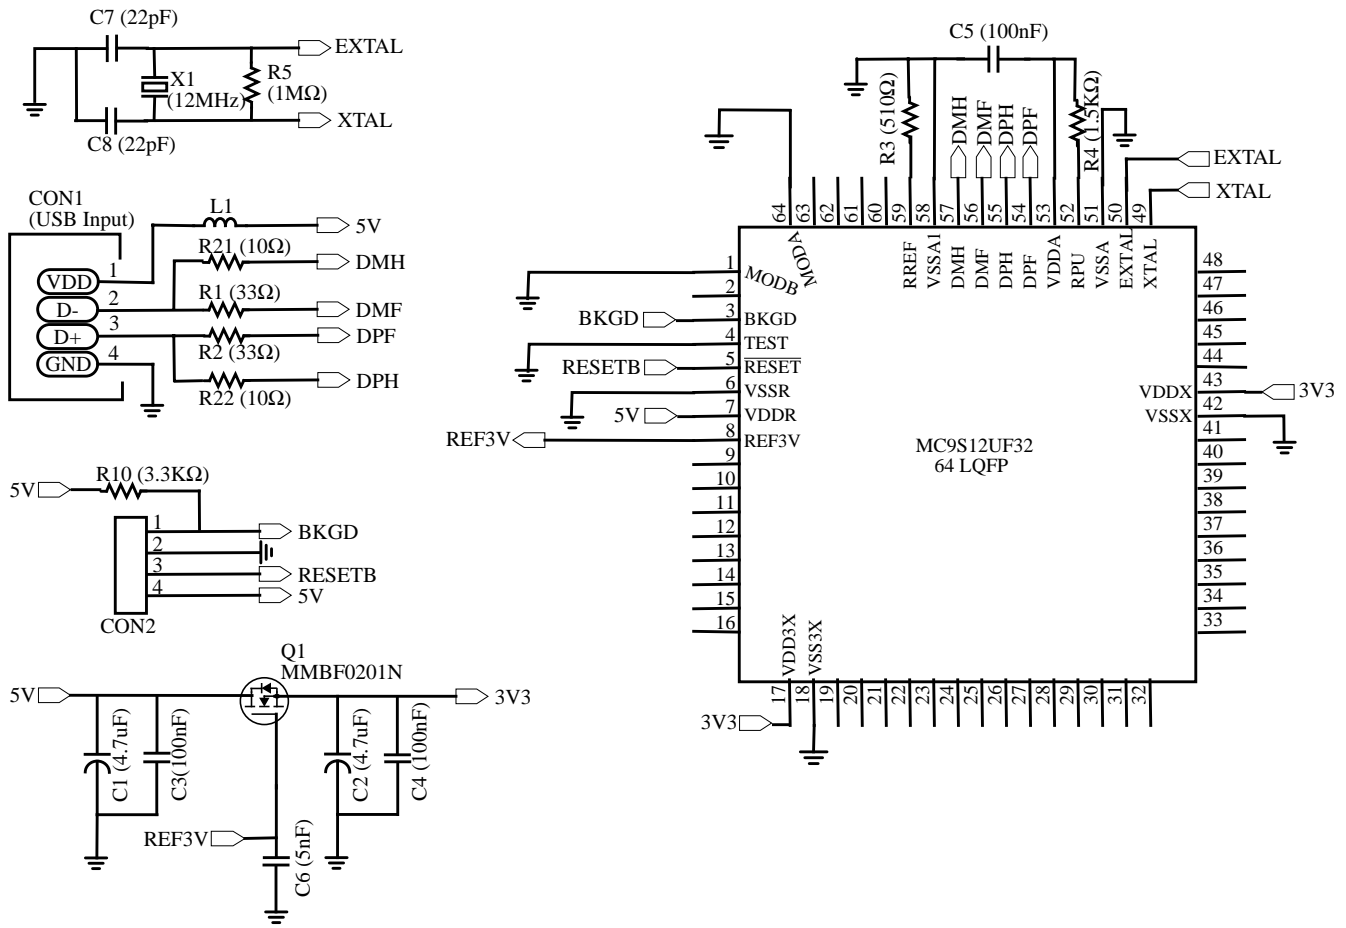 C7 (22pF)
EXTAL
X1
(12MHz)
R5
(1MΩ)
XTAL
C8 (22pF)
CON1
(USB Input)
L1
5V
R21 (10Ω)
DMH
VDD
1
D-
2
R1 (33Ω)
DMF
D+
3
DPF
R2 (33Ω)
GND
4
DPH
R22 (10Ω)
R10 (3.3KΩ)
5V
1
BKGD
2
3
RESETB
4
5V
CON2
Q1
MMBF0201N
5V
3V3
C1 (4.7uF)
C3(100nF)
C2 (4.7uF)
C4 (100nF)
REF3V
C6 (5nF)
C5 (100nF)
R3 (510Ω)
DMH
DMF
DPH
DPF
R4 (1.5KΩ)
EXTAL
XTAL
64
63
62
61
60
59
58
57
56
55
54
53
52
51
50
49
MODA
RREF
VSSA1
DMH
DMF
DPH
DPF
VDDA
RPU
VSSA
EXTAL
XTAL
1
MODB
2
BKGD
3
BKGD
4
TEST
RESETB
5
RESET
6
VSSR
5V
7
VDDR
REF3V
8
REF3V
9
10
11
12
13
14
15
16
MC9S12UF32
64 LQFP
48
47
46
45
44
VDDX
43
3V3
VSSX
42
41
40
39
38
37
36
35
34
33
VDD3X
VSS3X
17
18
19
20
21
22
23
24
25
26
27
28
29
30
31
32
3V3